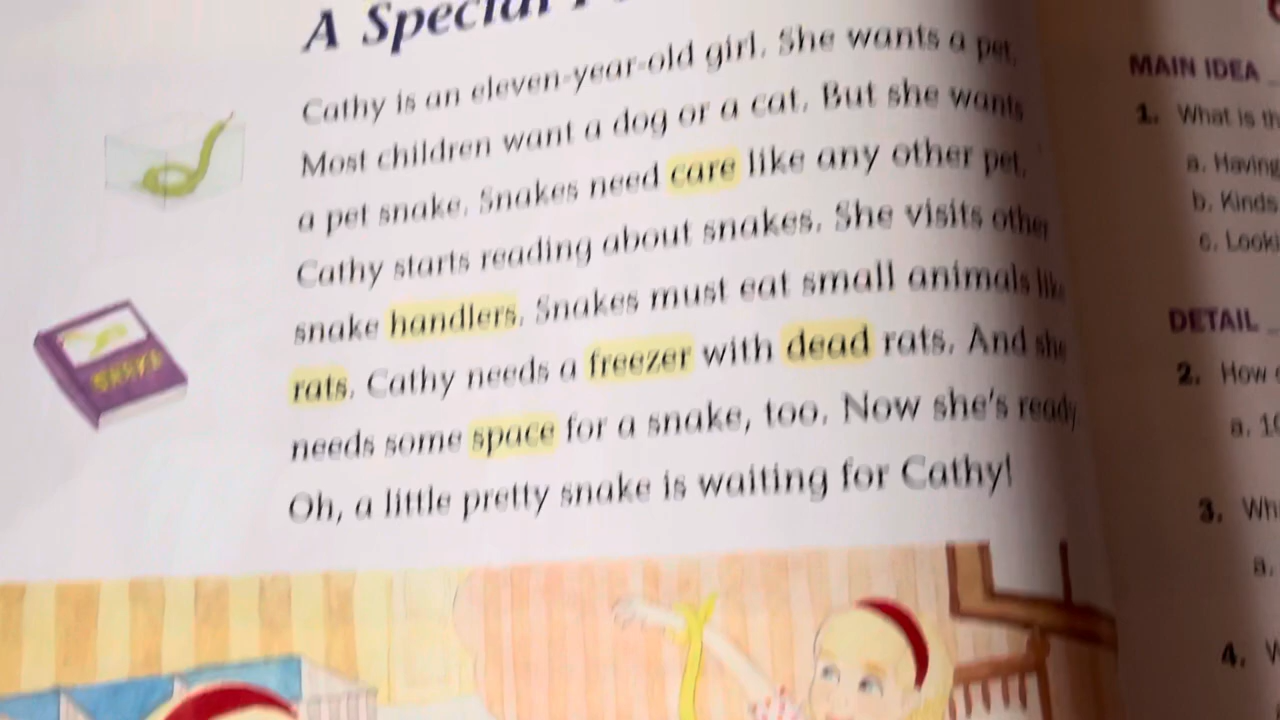 A Special
Cathy is an eleven-year-old girl. She wants a pet.
Most children want a dog or a cat. But she wants
a pet snake. Snakes need care like any other pet.
Cathy starts reading about snakes. She visits other
snake handlers. Snakes must eat small animals like
rats. Cathy needs a freezer with dead rats. And she
needs some space for a snake, too. Now she's ready
Oh, a little pretty snake is waiting for Cathy!
MAIN IDEA
1. What is th
a. Having
b. Kinds
c. Looki
DETAIL
2. How
a. 10
3. Wh
a.
4. W